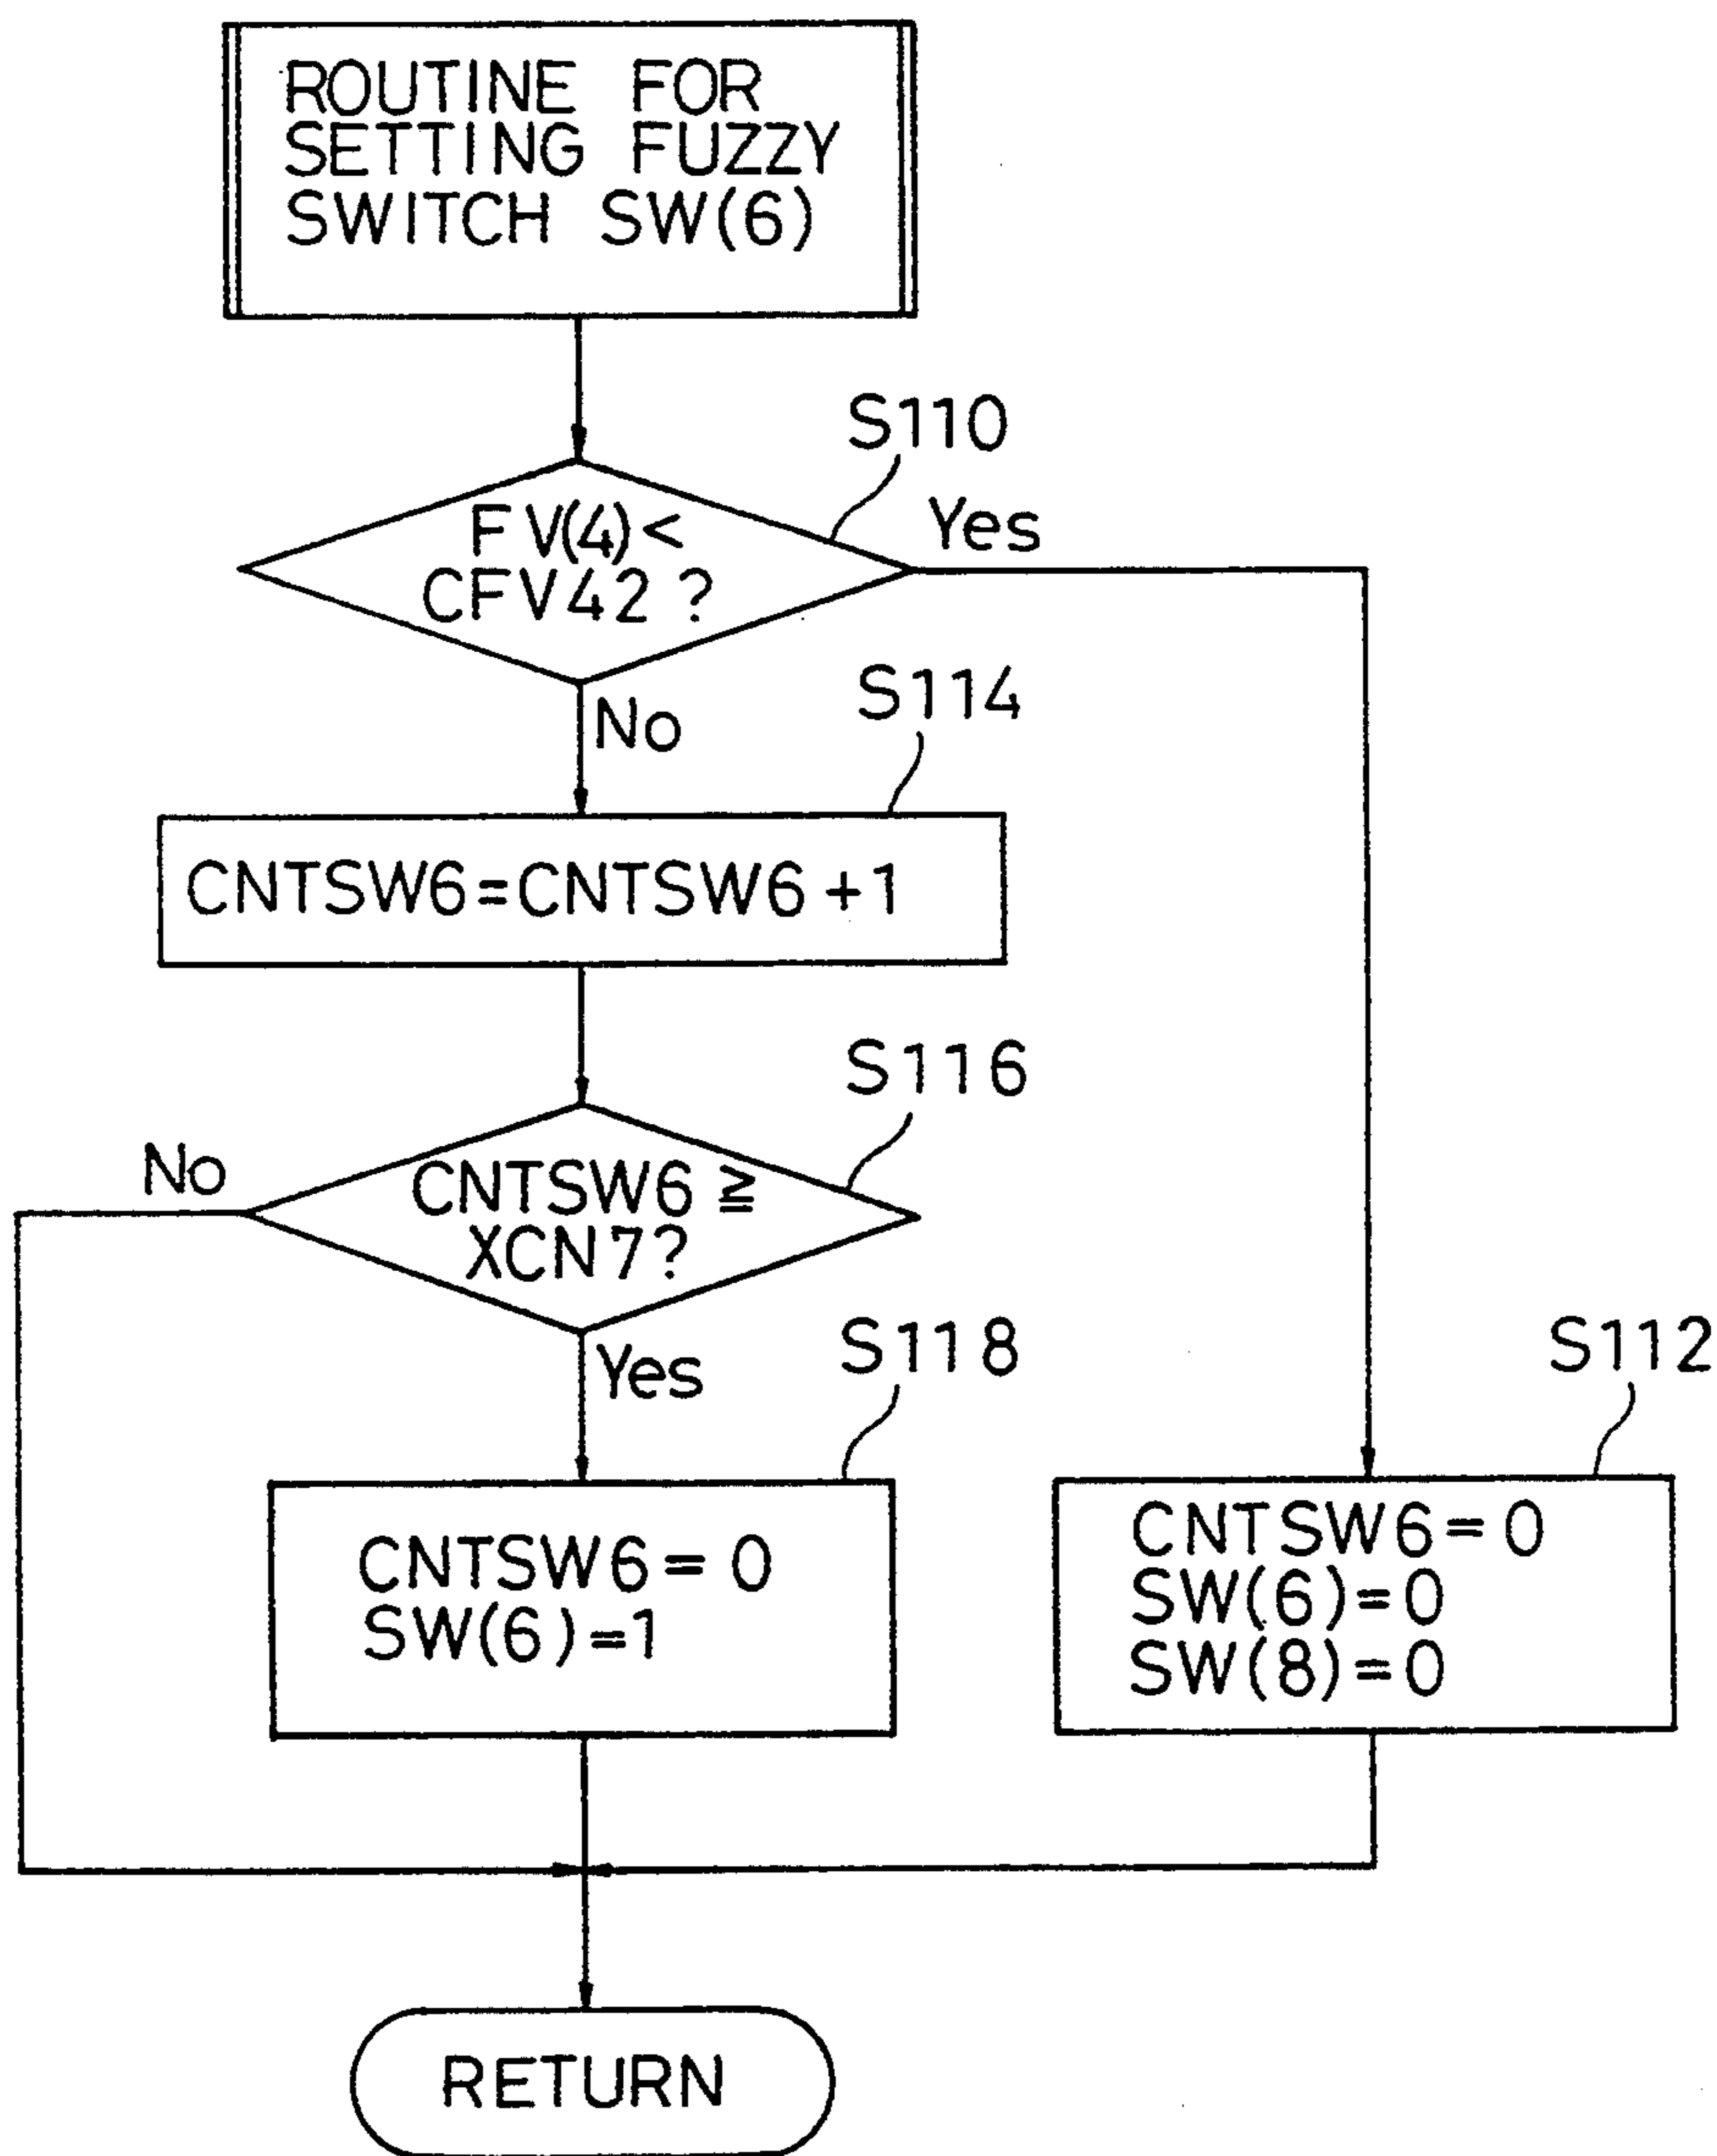 ROUTINE FOR
SETTING FUZZY
SWITCH SW(6)
S110
FV(4)<
CFV42 ?
Yes
No
S114
CNTSW6=CNTSW6+1
S116
CNTSW6≧
XCN7?
No
Yes
S118
CNTSW6=0
SW(6)=1
S112
CNTSW6=0
SW(6)=0
SW(8)=0
RETURN